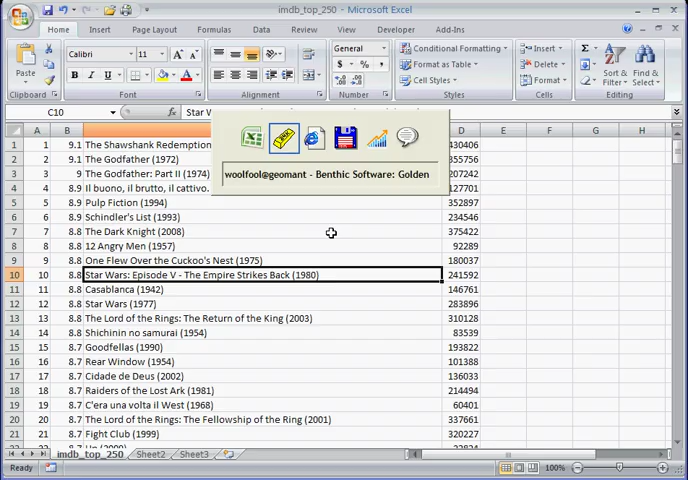 imdb_top_250 - Microsoft Excel
Home Insert Page Layout Formulas Data Review View Developer Add-Ins
Calibri 11 General Conditional Formatting Insert
Paste Format as Table Delete
Cell Styles Format Sort & Filter Find & Select
Clipboard Font Alignment Number Styles Cells Editing
C10 fx Star V
A B D E F G H
1 1 9.1 The Shawshank Redemption 430406
2 9.1 The Godfather (1972) 355756
3 3 9 The Godfather: Part II (1974)
4 4 8.9 Il buono, il brutto, il cattivo. 127701
woolfool@geomant - Benthic Software: Golden
5 5 8.9 Pulp Fiction (1994)
6 6 8.9 Schindler's List (1993) 234546
7 7 8.8 The Dark Knight (2008) 375422
8 8 8.8 12 Angry Men (1957) 92289
9 9 8.8 One Flew Over the Cuckoo's Nest (1975) 180037
10 10 8.8 Star Wars: Episode V - The Empire Strikes Back (1980) 241592
11 11 8.8 Casablanca (1942) 146761
12 12 8.8 Star Wars (1977) 283896
13 13 8.8 The Lord of the Rings: The Return of the King (2003) 310128
14 14 8.8 Shichinin no samurai (1954) 83539
15 15 8.7 Goodfellas (1990) 193822
16 16 8.7 Rear Window (1954) 101388
17 17 8.7 Cidade de Deus (2002) 136033
18 18 8.7 Raiders of the Lost Ark (1981) 214494
19 19 8.7 C'era una volta il West (1968) 60401
20 20 8.7 The Lord of the Rings: The Fellowship of the Ring (2001) 337661
21 21 8.7 Fight Club (1999) 320227
imdb_top_250 Sheet2 Sheet3
Ready 100%